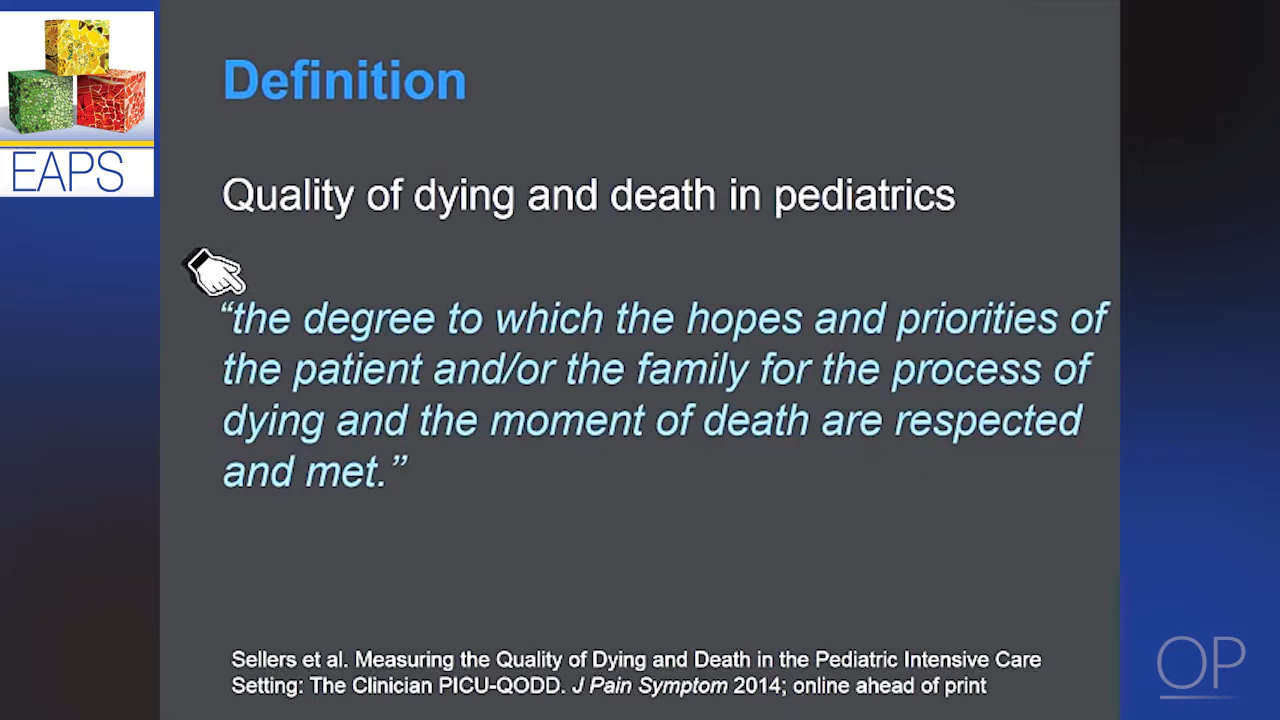 EAPS
Definition
Quality of dying and death in pediatrics
“the degree to which the hopes and priorities of
the patient and/or the family for the process of
dying and the moment of death are respected
and met.”
Sellers et al. Measuring the Quality of Dying and Death in the Pediatric Intensive Care
Setting: The Clinician PICU-QODD. J Pain Symptom 2014; online ahead of print
OP